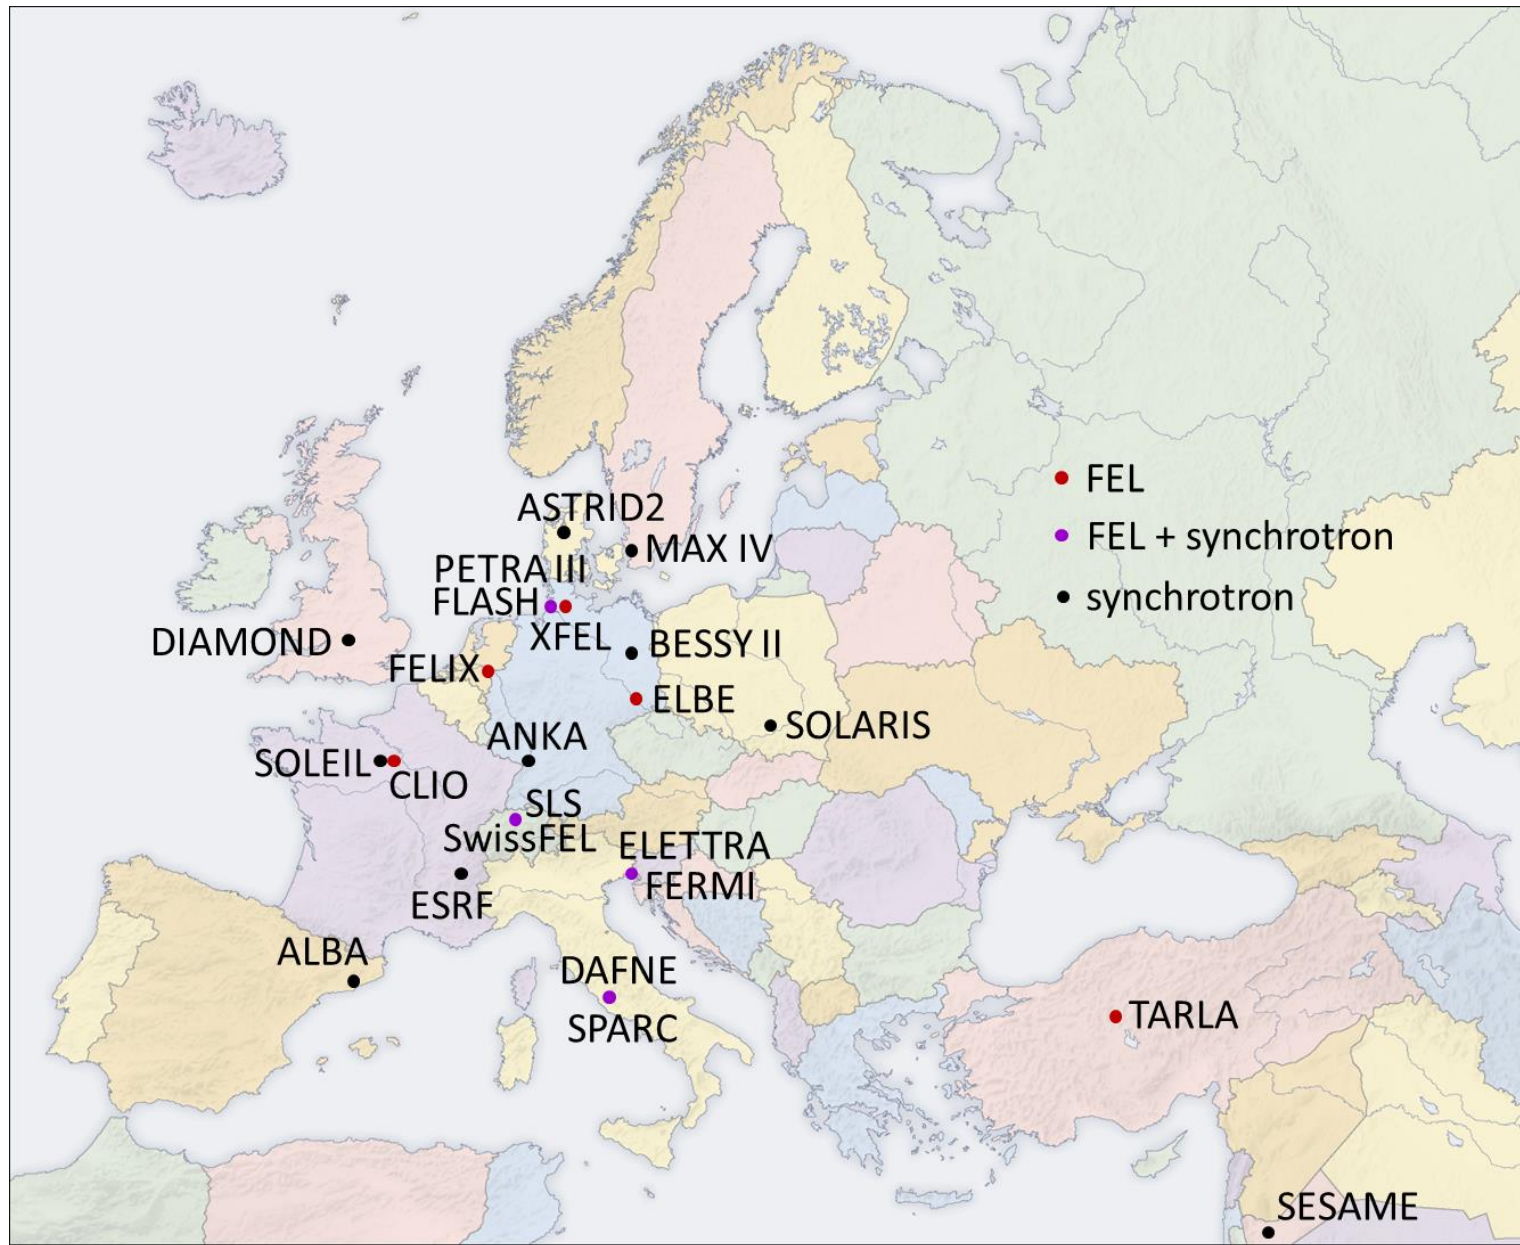 FEL
FEL + synchrotron
synchrotron
ASTRID2
MAX IV
PETRA III
FLASH
XFEL
DIAMOND
BESSY II
FELIX
ELBE
SOLARIS
ANKA
SOLEIL
CLIO
SLS
SwissFEL
ELETTRA
FERMI
ESRF
ALBA
DAFNE
SPARC
TARLA
SESAME